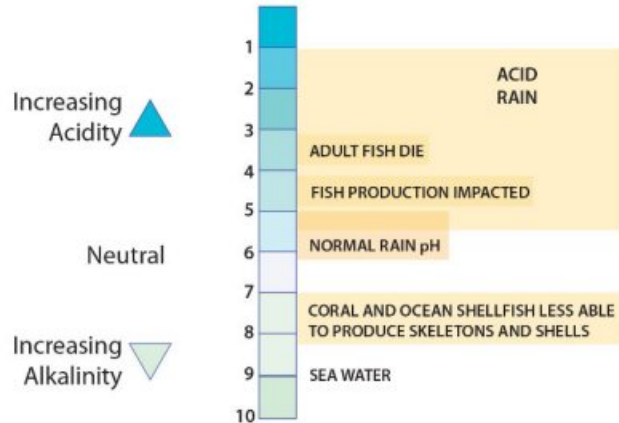 1
ACID
RAIN
2
Increasing
Acidity
3
ADULT FISH DIE
4
FISH PRODUCTION IMPACTED
5
NORMAL RAIN pH
Neutral
6
7
CORAL AND OCEAN SHELLFISH LESS ABLE
TO PRODUCE SKELETONS AND SHELLS
8
Increasing
Alkalinity
9
SEA WATER
10